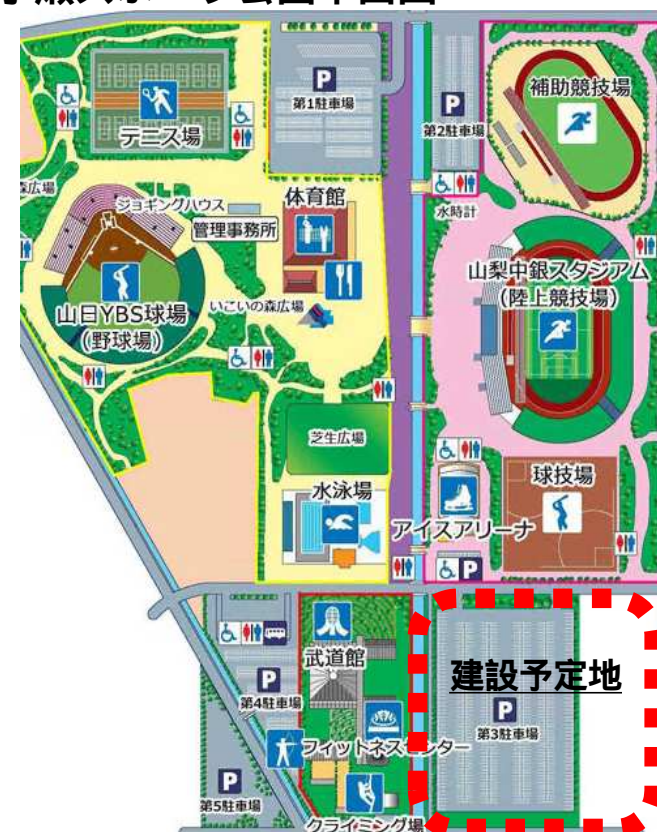 P
第1駐車場
P
第2駐車場
補助競技場
テニス場
広場
ジョギングハウス
体育館
管理事務所
水時計
山梨中銀スタジアム
(陸上競技場)
山日YBS球場
(野球場)
いこいの森広場
芝生広場
水泳場
球技場
アイスアリーナ
P
武道館
建設予定地
P
第4駐車場
P
第3駐車場
フィットネスセンター
P
第5駐車場
クライミング場